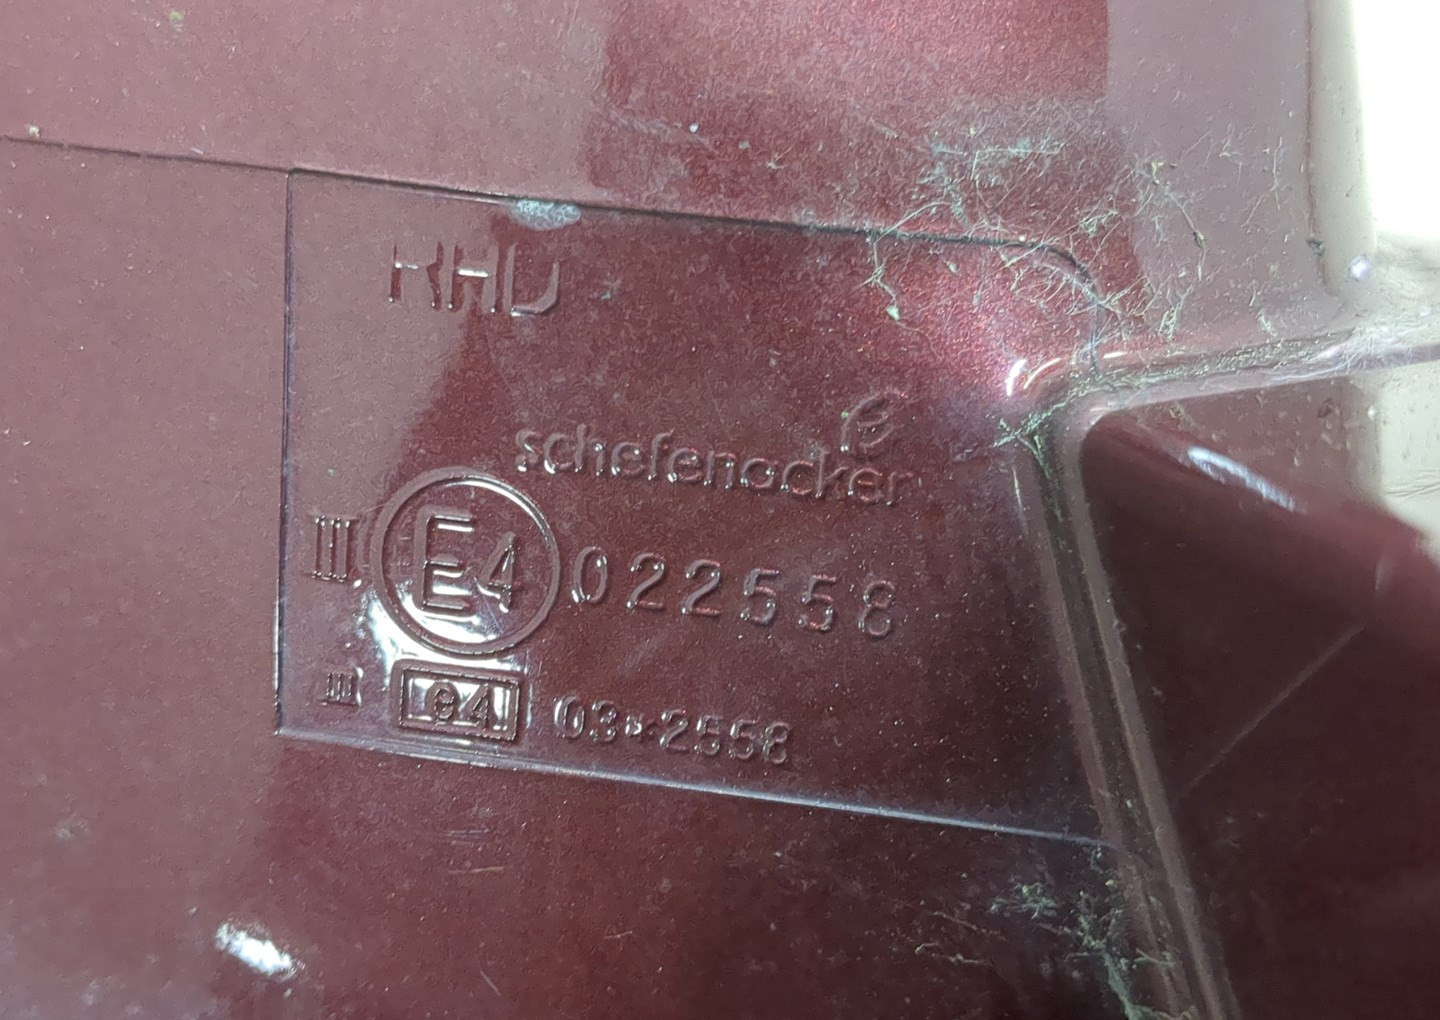 RHD
schefenacker
III E4 022558
III e4 03*2558